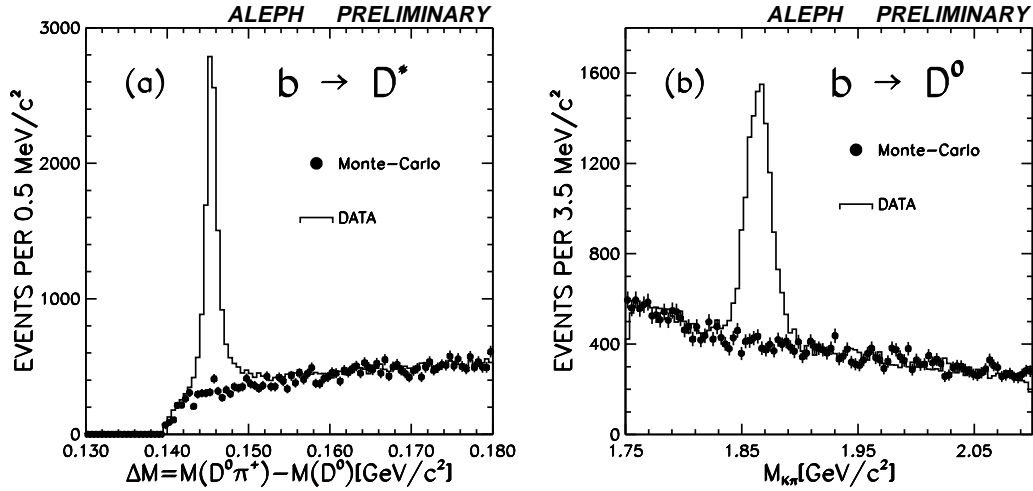 ALEPH PRELIMINARY
(a) b → D*
Monte-Carlo
DATA
EVENTS PER 0.5 MeV/c²
3000
2000
1000
0
0.130 0.140 0.150 0.160 0.170 0.180
ΔM=M(D⁰π⁺)−M(D⁰)[GeV/c²]
ALEPH PRELIMINARY
(b) b → D⁰
Monte-Carlo
DATA
EVENTS PER 3.5 MeV/c²
1600
1200
800
400
0
1.75 1.85 1.95 2.05
M_Kπ[GeV/c²]